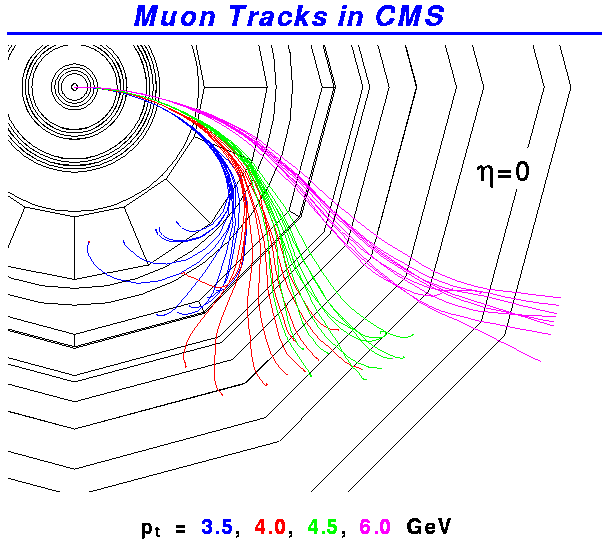 Muon Tracks in CMS
η=0
pt = 3.5, 4.0, 4.5, 6.0 GeV